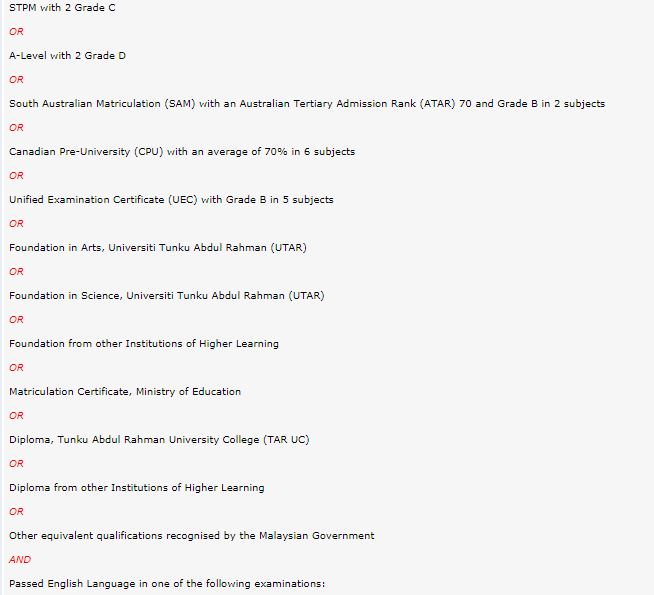 STPM with 2 Grade C
OR
A-Level with 2 Grade D
OR
South Australian Matriculation (SAM) with an Australian Tertiary Admission Rank (ATAR) 70 and Grade B in 2 subjects
OR
Canadian Pre-University (CPU) with an average of 70% in 6 subjects
OR
Unified Examination Certificate (UEC) with Grade B in 5 subjects
OR
Foundation in Arts, Universiti Tunku Abdul Rahman (UTAR)
OR
Foundation in Science, Universiti Tunku Abdul Rahman (UTAR)
OR
Foundation from other Institutions of Higher Learning
OR
Matriculation Certificate, Ministry of Education
OR
Diploma, Tunku Abdul Rahman University College (TAR UC)
OR
Diploma from other Institutions of Higher Learning
OR
Other equivalent qualifications recognised by the Malaysian Government
AND
Passed English Language in one of the following examinations: